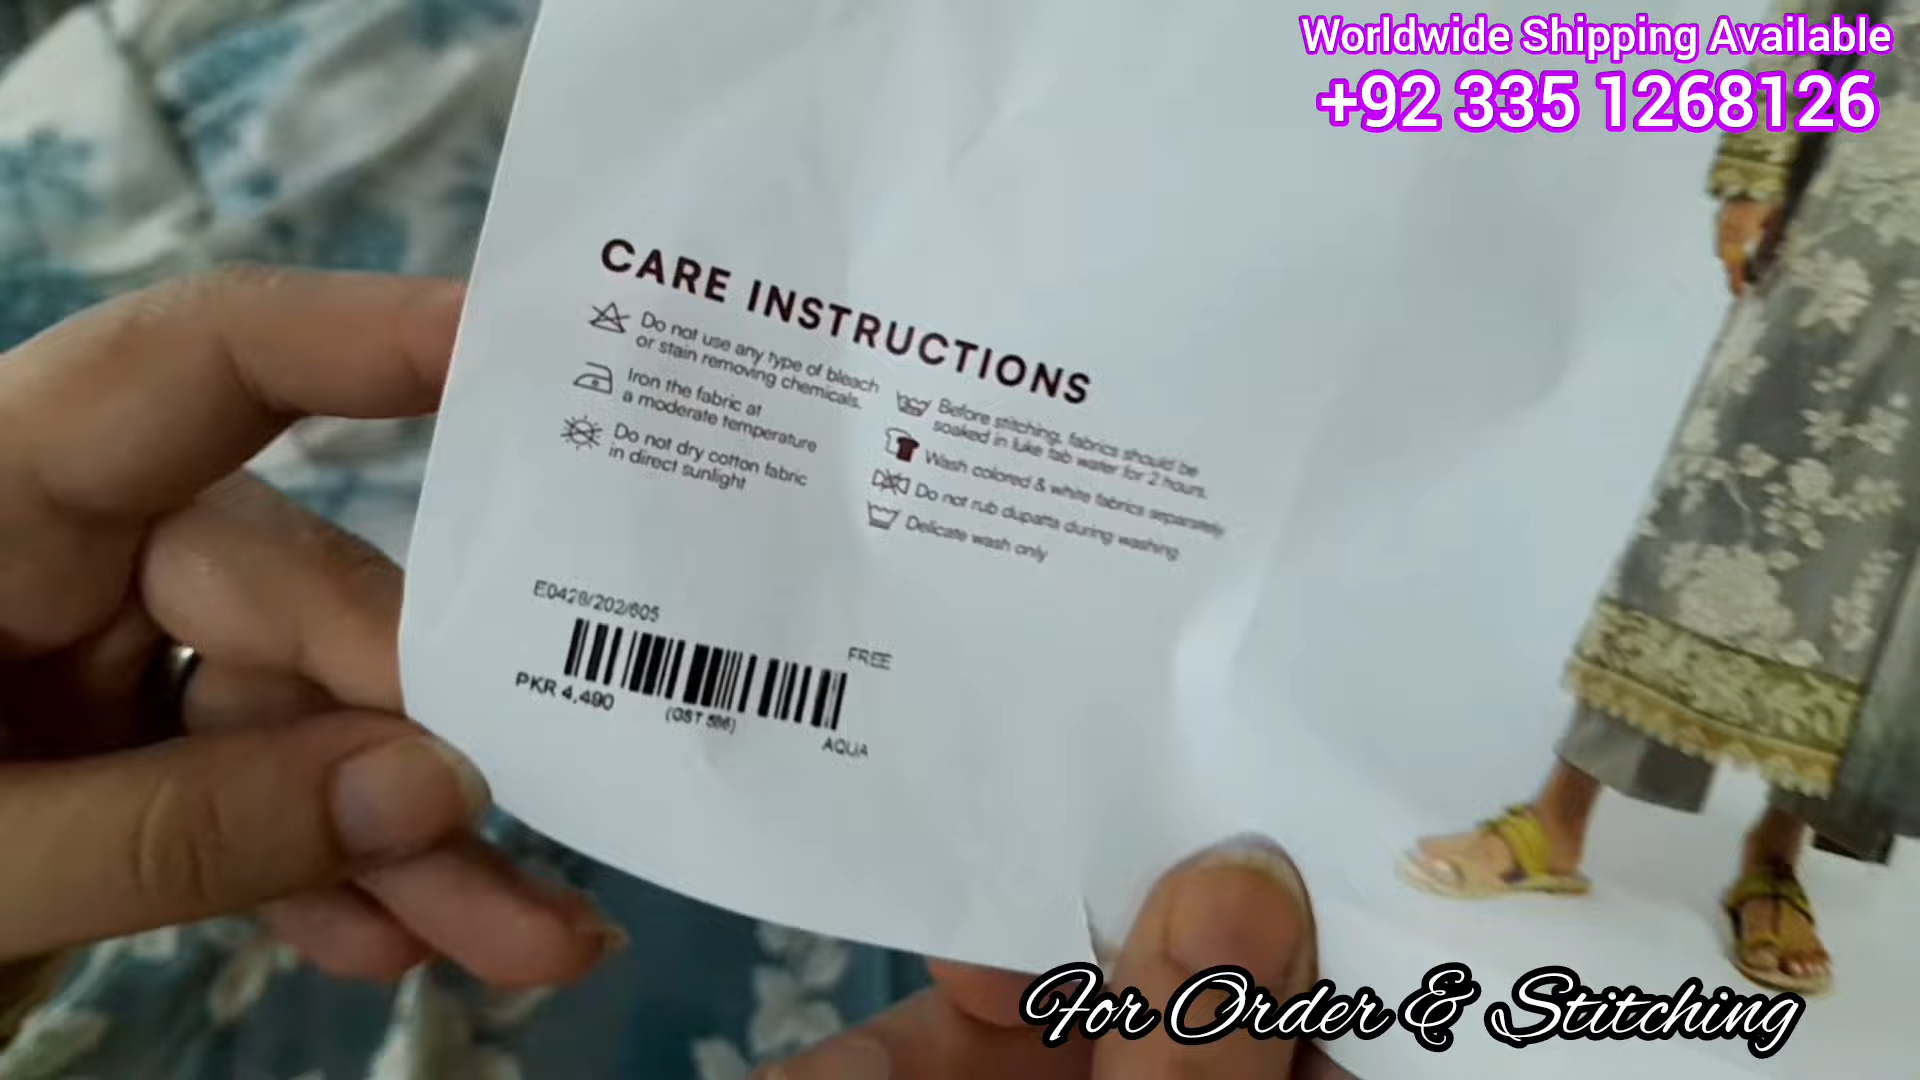 Worldwide Shipping Available
+92 335 1268126
CARE INSTRUCTIONS
Do not use any type of bleach
or stain removing chemicals.
Iron the fabric at
a moderate temperature
Do not dry cotton fabric
in direct sunlight
Before stitching, fabrics should be
soaked in luke tab water for 2 hours.
Wash colored & white fabrics separately
Do not rub dupatta during washing
Delicate wash only
E0428/202/605
FREE
PKR 4,490
(GST 586)
AQUA
For Order & Stitching